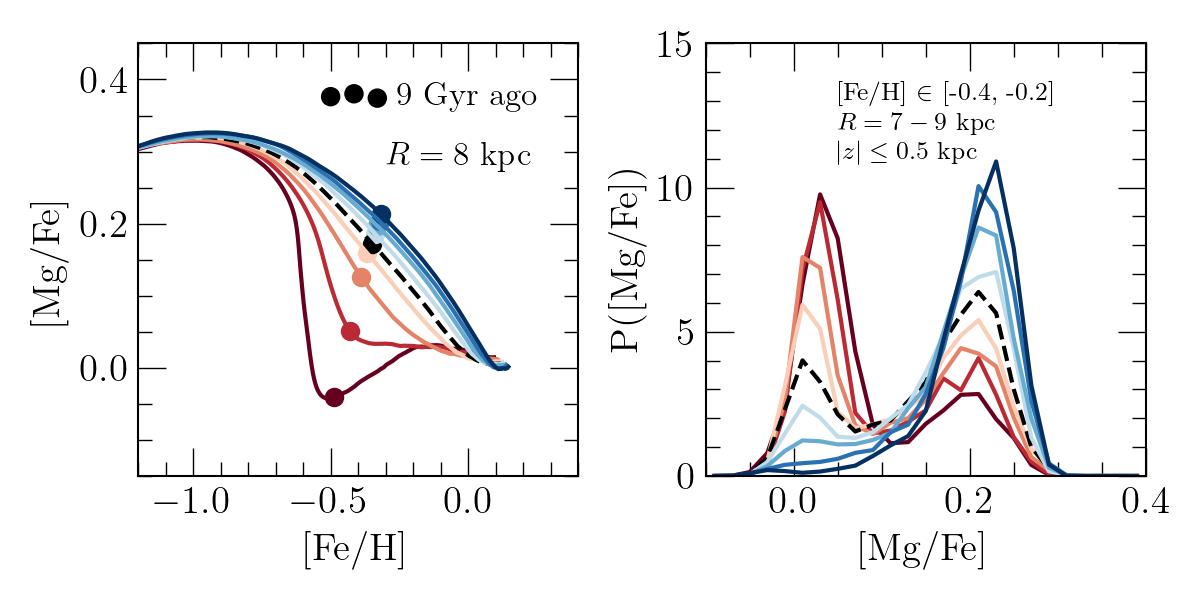 0.4
0.2
0.0
[Mg/Fe]
9 Gyr ago
R = 8 kpc
−1.0 −0.5 0.0
[Fe/H]
15
10
5
0
P([Mg/Fe])
[Fe/H] ∈ [-0.4, -0.2]
R = 7 − 9 kpc
|z| ≤ 0.5 kpc
0.0 0.2 0.4
[Mg/Fe]